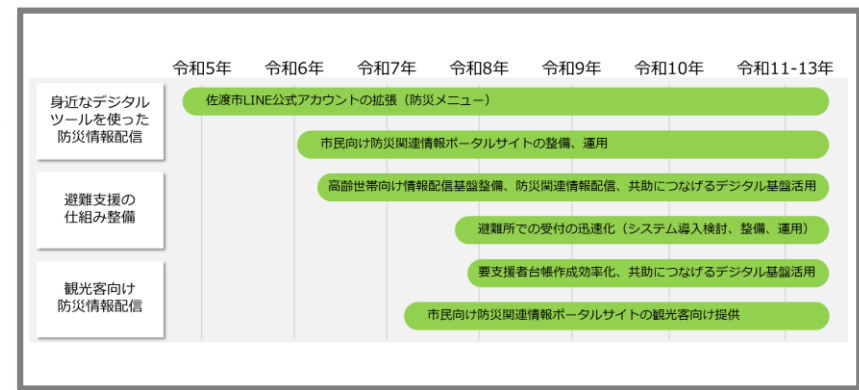 令和5年 令和6年 令和7年 令和8年 令和9年 令和10年 令和11-13年
身近なデジタル
ツールを使った
防災情報配信
佐渡市LINE公式アカウントの拡張（防災メニュー）
市民向け防災関連情報ポータルサイトの整備、運用
避難支援の
仕組み整備
高齢世帯向け情報配信基盤整備、防災関連情報配信、共助につなげるデジタル基盤活用
避難所での受付の迅速化（システム導入検討、整備、運用）
要支援者台帳作成効率化、共助につなげるデジタル基盤活用
観光客向け
防災情報配信
市民向け防災関連情報ポータルサイトの観光客向け提供